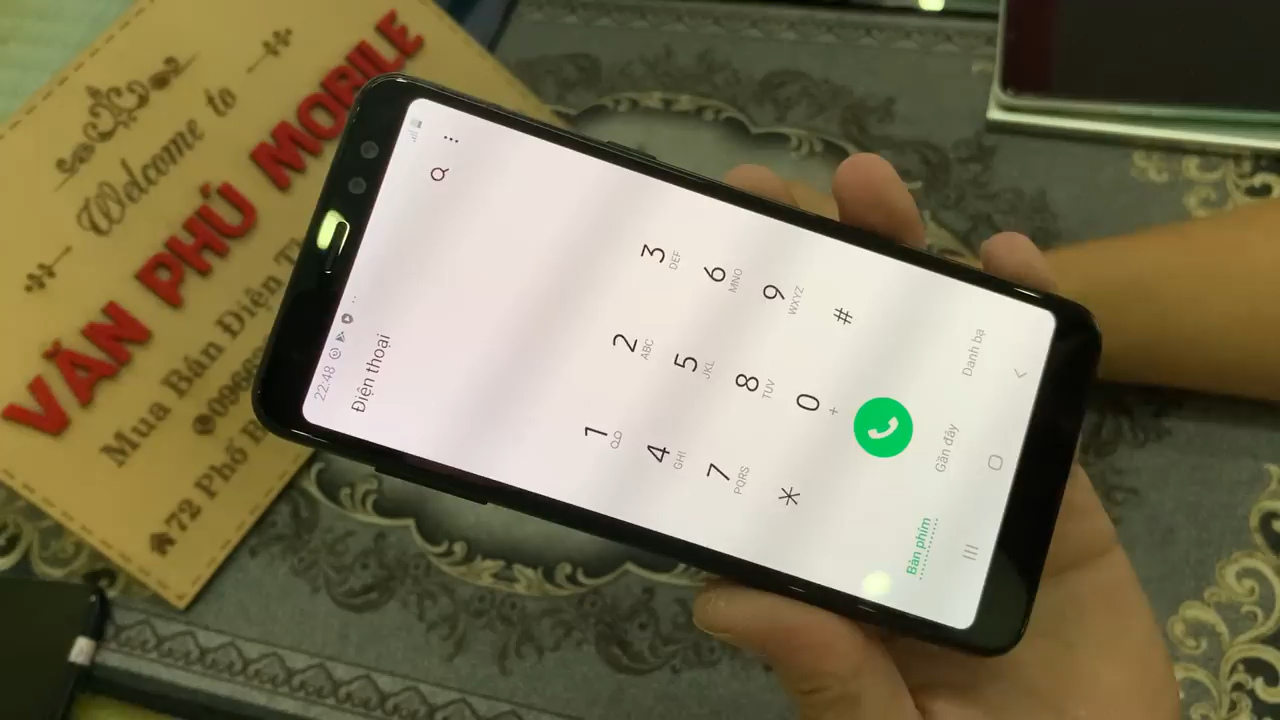 Welcome to
VĂN PHÚ MOBILE
Mua Bán Điện
72 Phố
22:48
Điện thoại
1
2 ABC
3 DEF
4 GHI
5 JKL
6 MNO
7 PQRS
8 TUV
9 WXYZ
*
0 +
#
Bàn phím
Gần đây
Danh bạ